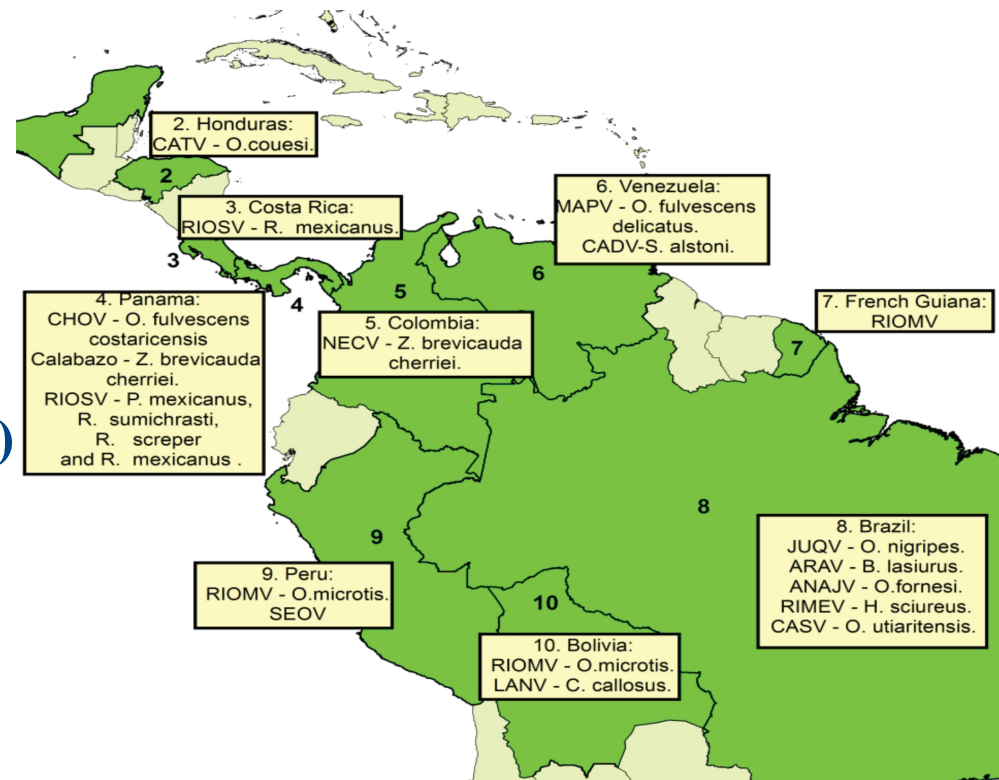 2. Honduras:
CATV - O.couesi.
2
3. Costa Rica:
RIOSV - R. mexicanus.
3
6. Venezuela:
MAPV - O. fulvescens
delicatus.
CADV-S. alstoni.
6
5
4
4. Panama:
CHOV - O. fulvescens
costaricensis
Calabazo - Z. brevicauda
cherriei.
RIOSV - P. mexicanus,
R. sumichrasti,
R. screper
and R. mexicanus .
5. Colombia:
NECV - Z. brevicauda
cherriei.
7. French Guiana:
RIOMV
7
)
8
8. Brazil:
JUQV - O. nigripes.
ARAV - B. lasiurus.
ANAJV - O.fornesi.
RIMEV - H. sciureus.
CASV - O. utiaritensis.
9
9. Peru:
RIOMV - O.microtis.
SEOV
10
10. Bolivia:
RIOMV - O.microtis.
LANV - C. callosus.